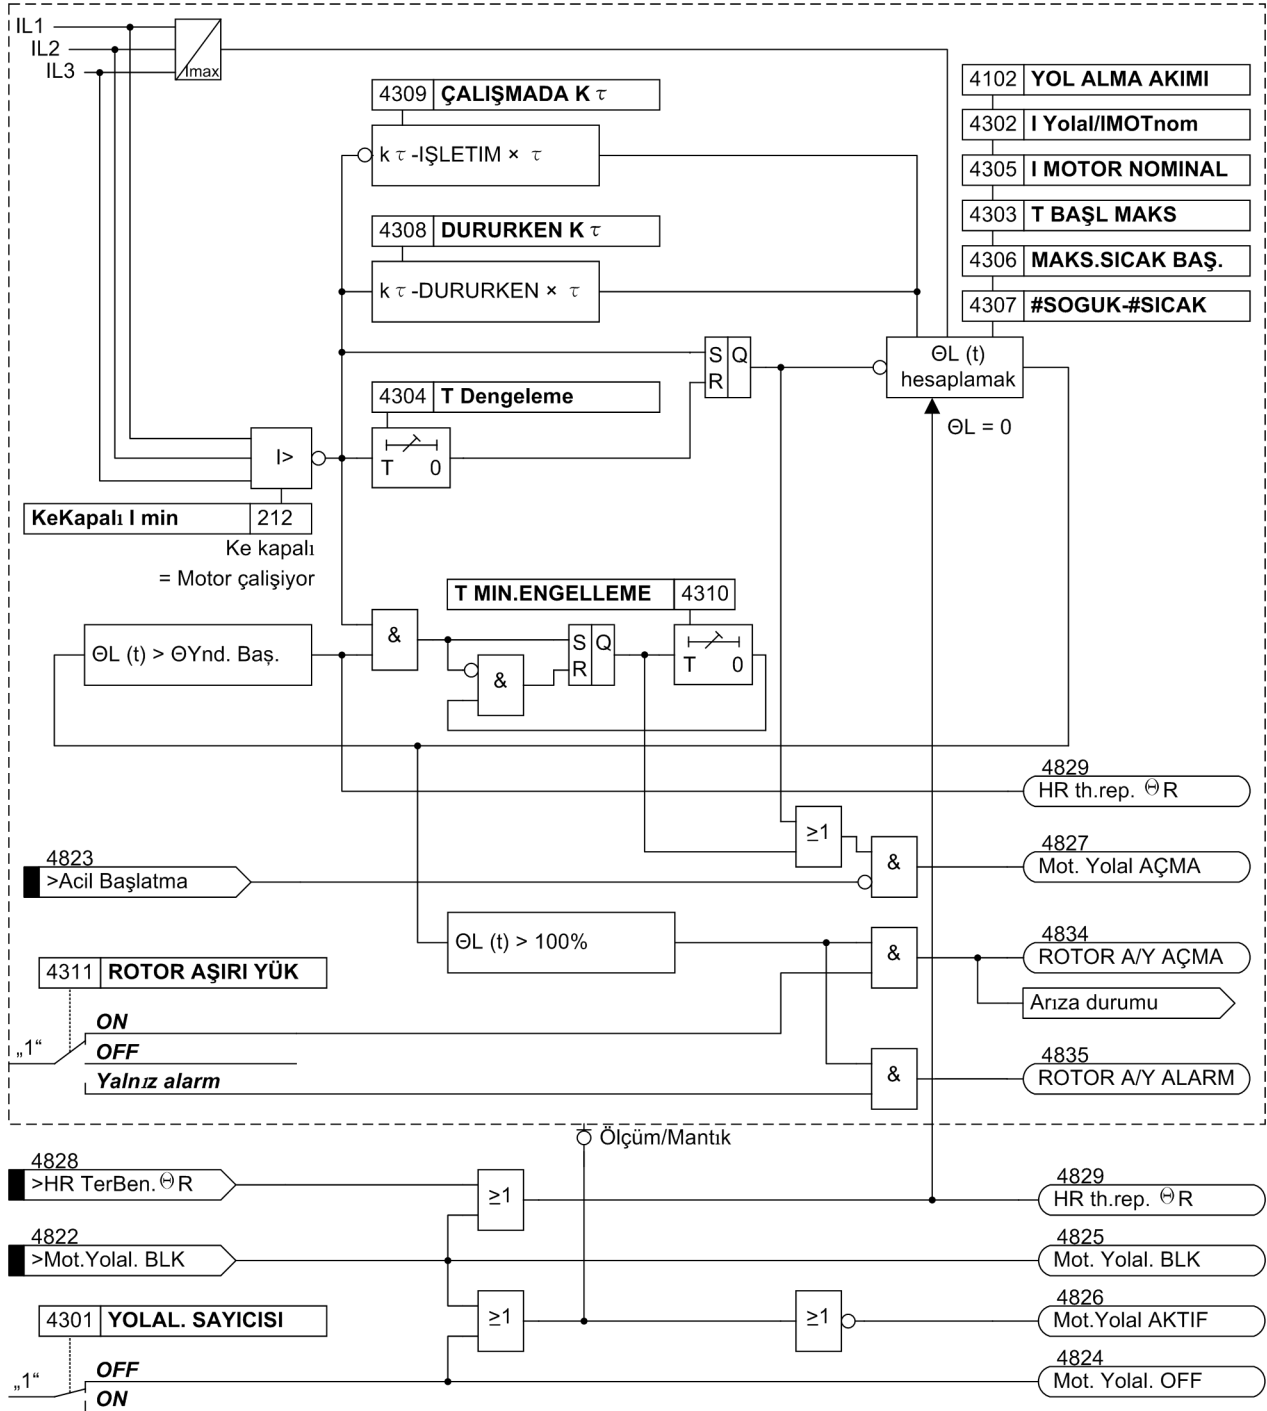 IL1
IL2
IL3
Imax
4309 ÇALIŞMADA K τ
k τ -IŞLETIM × τ
4308 DURURKEN K τ
k τ -DURURKEN × τ
4102 YOL ALMA AKIMI
4302 I Yolal/IMOTnom
4305 I MOTOR NOMINAL
4303 T BAŞL MAKS
4306 MAKS.SICAK BAŞ.
4307 #SOGUK-#SICAK
S Q
R
ΘL (t)
hesaplamak
ΘL = 0
4304 T Dengeleme
T 0
I>
KeKapalı I min 212
Ke kapalı
= Motor çalişiyor
T MIN.ENGELLEME 4310
ΘL (t) > ΘYnd. Baş.
&
S Q
R
&
T 0
4829
HR th.rep. Θ R
≥1
4823
>Acil Başlatma
&
4827
Mot. Yolal AÇMA
ΘL (t) > 100%
&
4834
ROTOR A/Y AÇMA
4311 ROTOR AŞIRI YÜK
Arıza durumu
ON
„1“
OFF
Yalnız alarm
&
4835
ROTOR A/Y ALARM
Ölçüm/Mantık
4828
>HR TerBen. Θ R
≥1
4829
HR th.rep. Θ R
4822
>Mot.Yolal. BLK
4825
Mot. Yolal. BLK
4301 YOLAL. SAYICISI
≥1
≥1
4826
Mot.Yolal AKTIF
OFF
„1“
ON
4824
Mot. Yolal. OFF